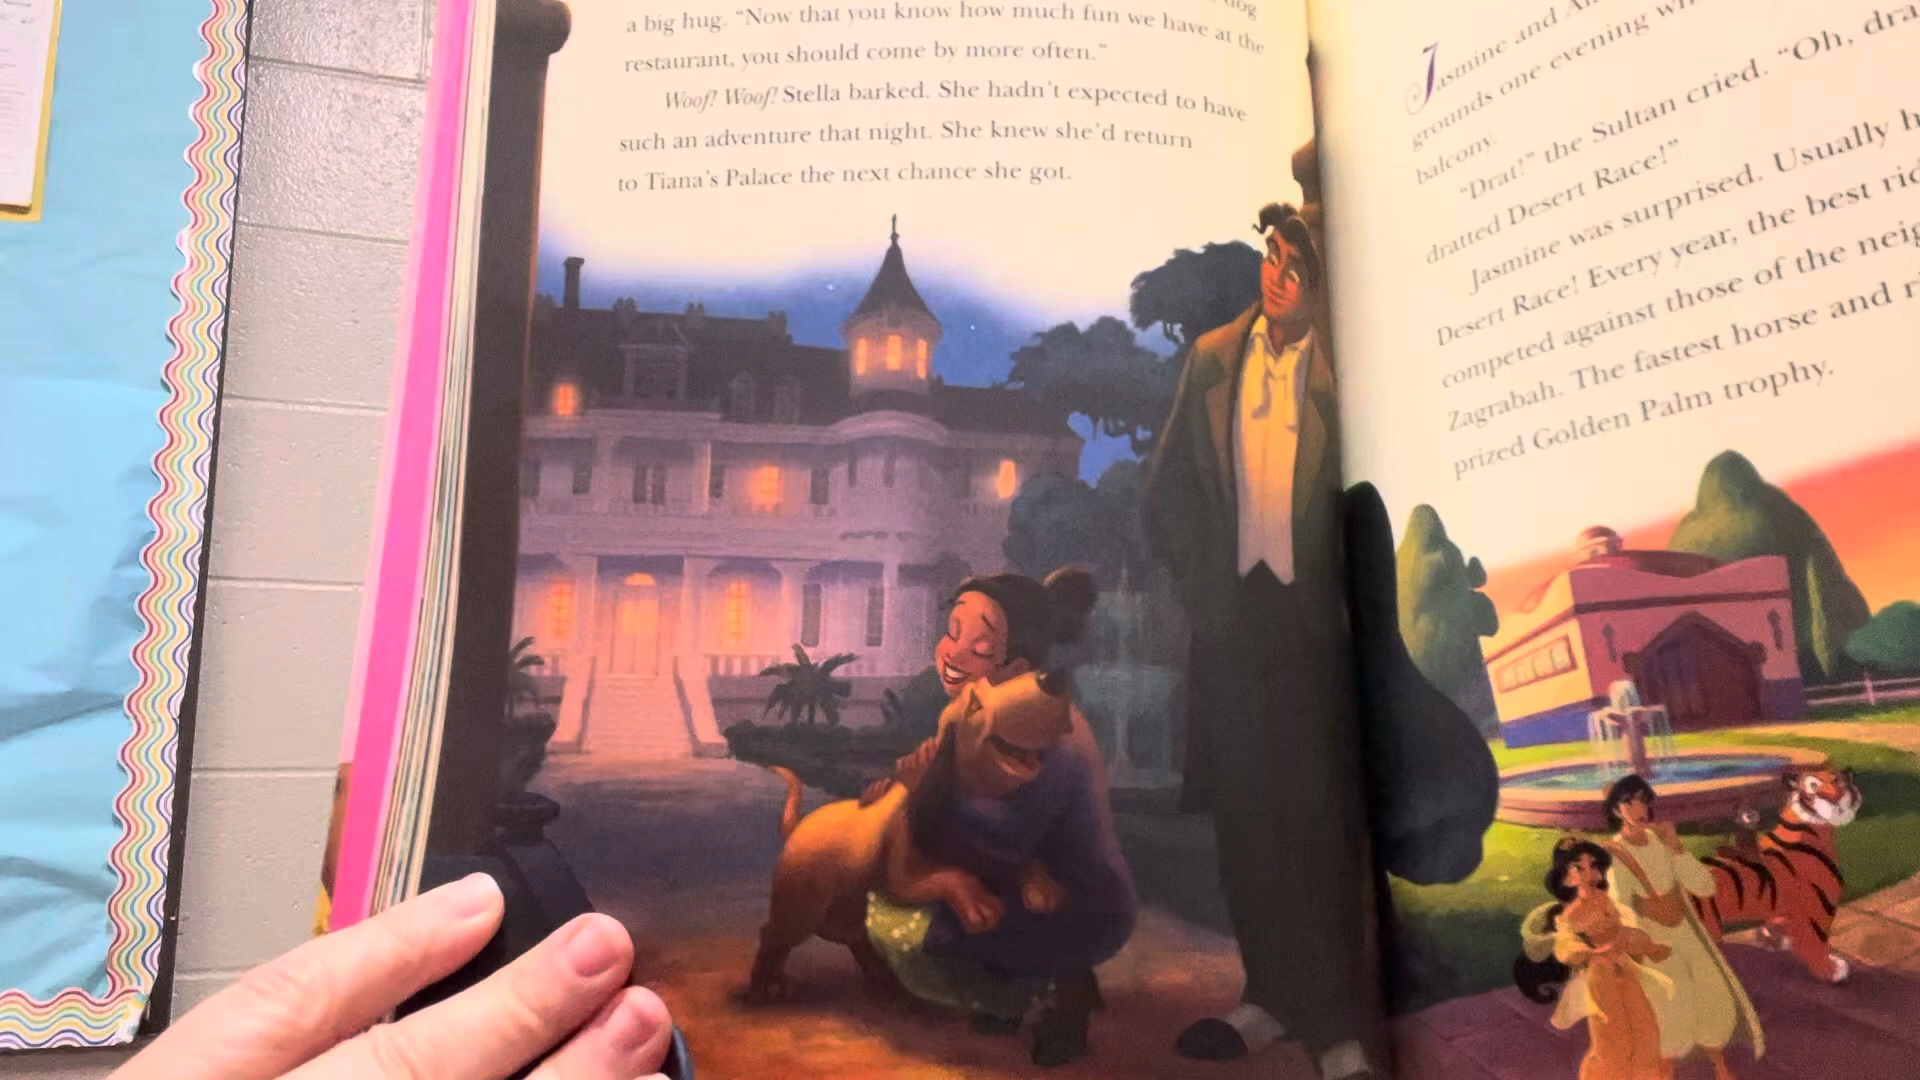 dog
a big hug. “Now that you know how much fun we have at the
restaurant, you should come by more often.”
Woof! Woof! Stella barked. She hadn’t expected to have
such an adventure that night. She knew she’d return
to Tiana’s Palace the next chance she got.
Jasmine and
grounds one evening
balcony.
“Drat!” the Sultan cried. “Oh,
dratted Desert Race!”
Jasmine was surprised. Usually
Desert Race! Every year, the best
competed against those of the
Zagrabah. The fastest horse and
prized Golden Palm trophy.